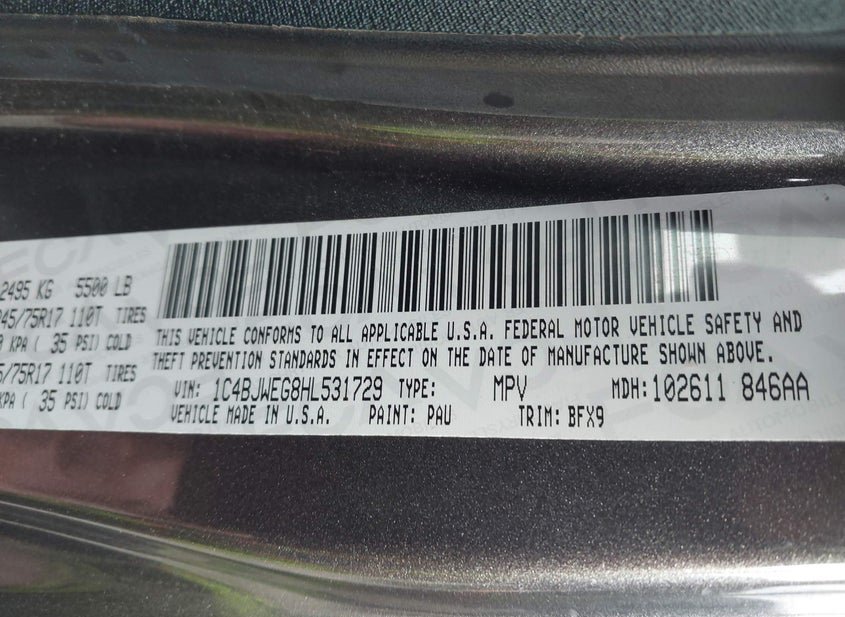 2495 KG 5500 LB
45/75R17 110T TIRES
KPA ( 35 PSI) COLD
5/75R17 110T TIRES
KPA ( 35 PSI) COLD
THIS VEHICLE CONFORMS TO ALL APPLICABLE U.S.A. FEDERAL MOTOR VEHICLE SAFETY AND
THEFT PREVENTION STANDARDS IN EFFECT ON THE DATE OF MANUFACTURE SHOWN ABOVE.
VIN: 1C4BJWEG8HL531729 TYPE: MPV MDH:102611 846AA
VEHICLE MADE IN U.S.A. PAINT: PAU TRIM: BFX9